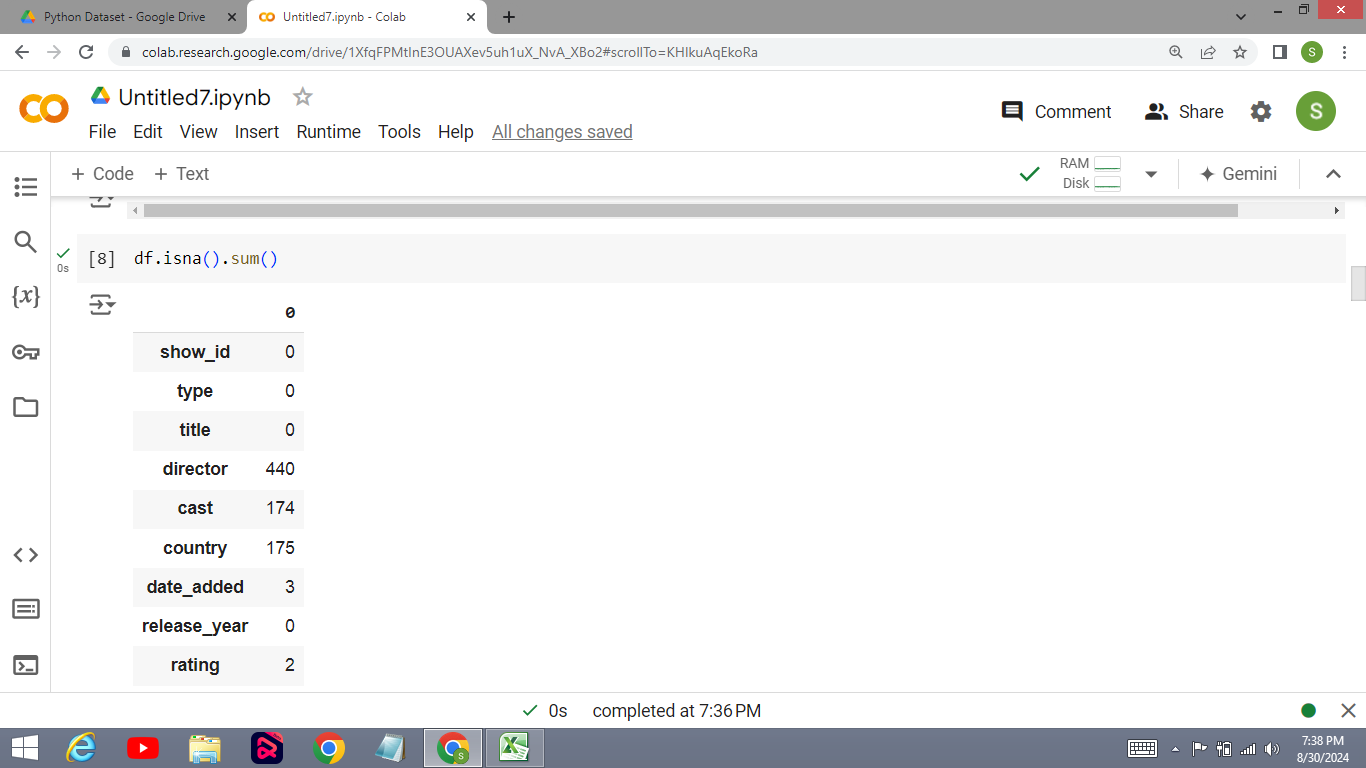 Python Dataset - Google Drive
Untitled7.ipynb - Colab
colab.research.google.com/drive/1XfqFPMtInE3OUAXev5uh1uX_NvA_XBo2#scrollTo=KHIkuAqEkoRa
S
Untitled7.ipynb
Comment
Share
S
File Edit View Insert Runtime Tools Help All changes saved
+ Code + Text
RAM
Disk
Gemini
[8] df.isna().sum()
0s
0
show_id 0
type 0
title 0
director 440
cast 174
country 175
date_added 3
release_year 0
rating 2
0s completed at 7:36 PM
7:38 PM
8/30/2024